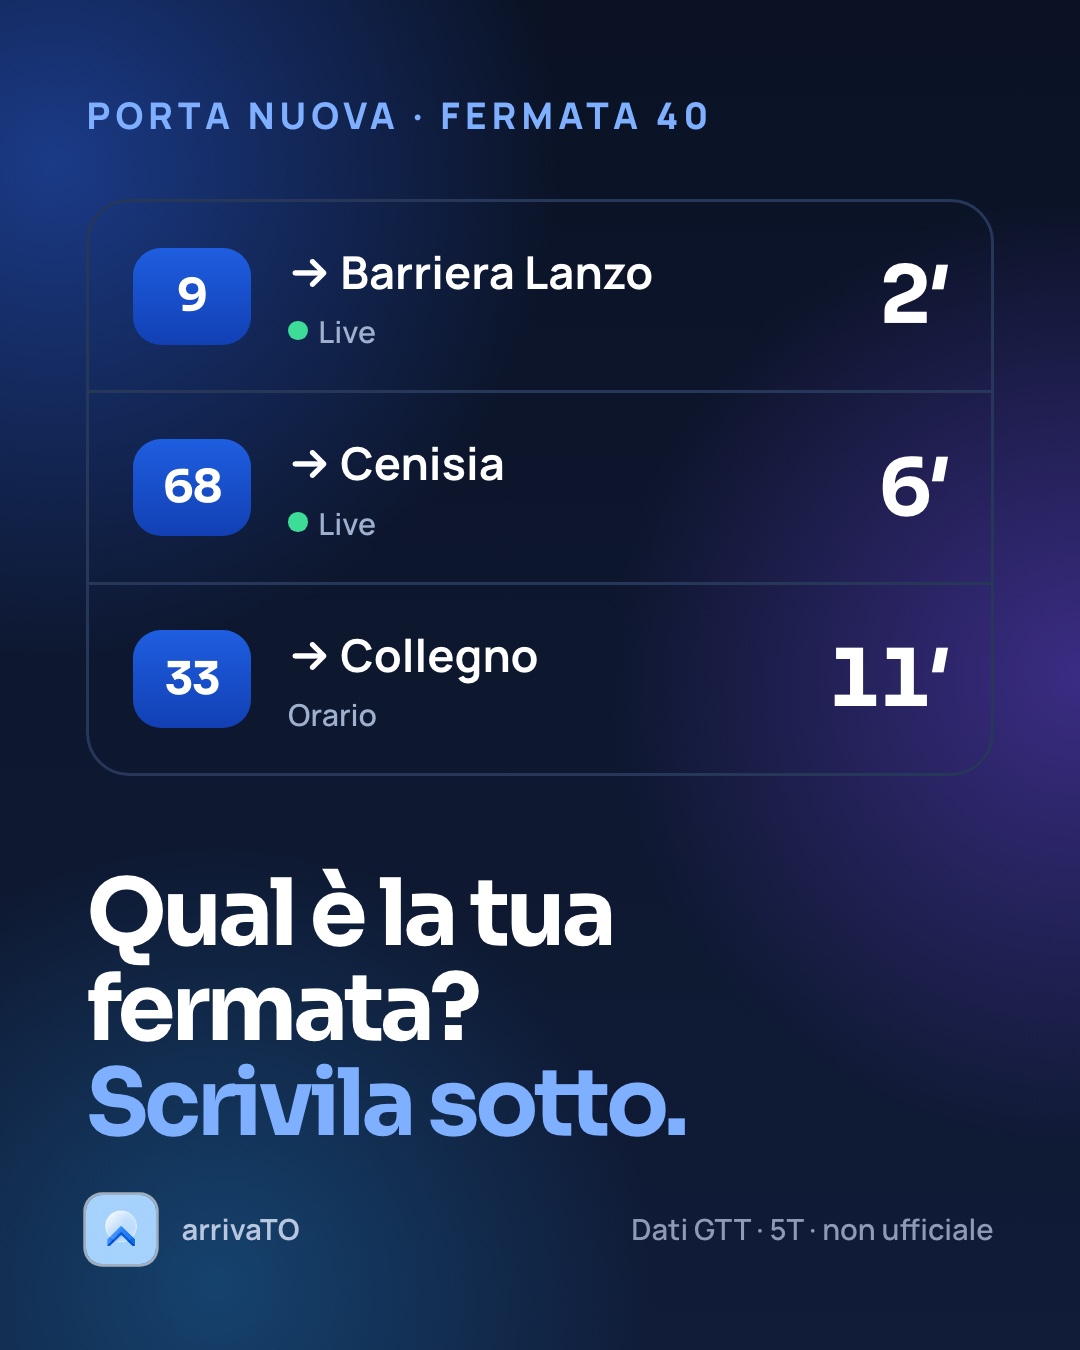 PORTA NUOVA · FERMATA 40
9
→ Barriera Lanzo
2′
Live
68
→ Cenisia
6′
Live
33
→ Collegno
11′
Orario
Qual è la tua
fermata?
Scrivila sotto.
arrivaTO
Dati GTT · 5T · non ufficiale